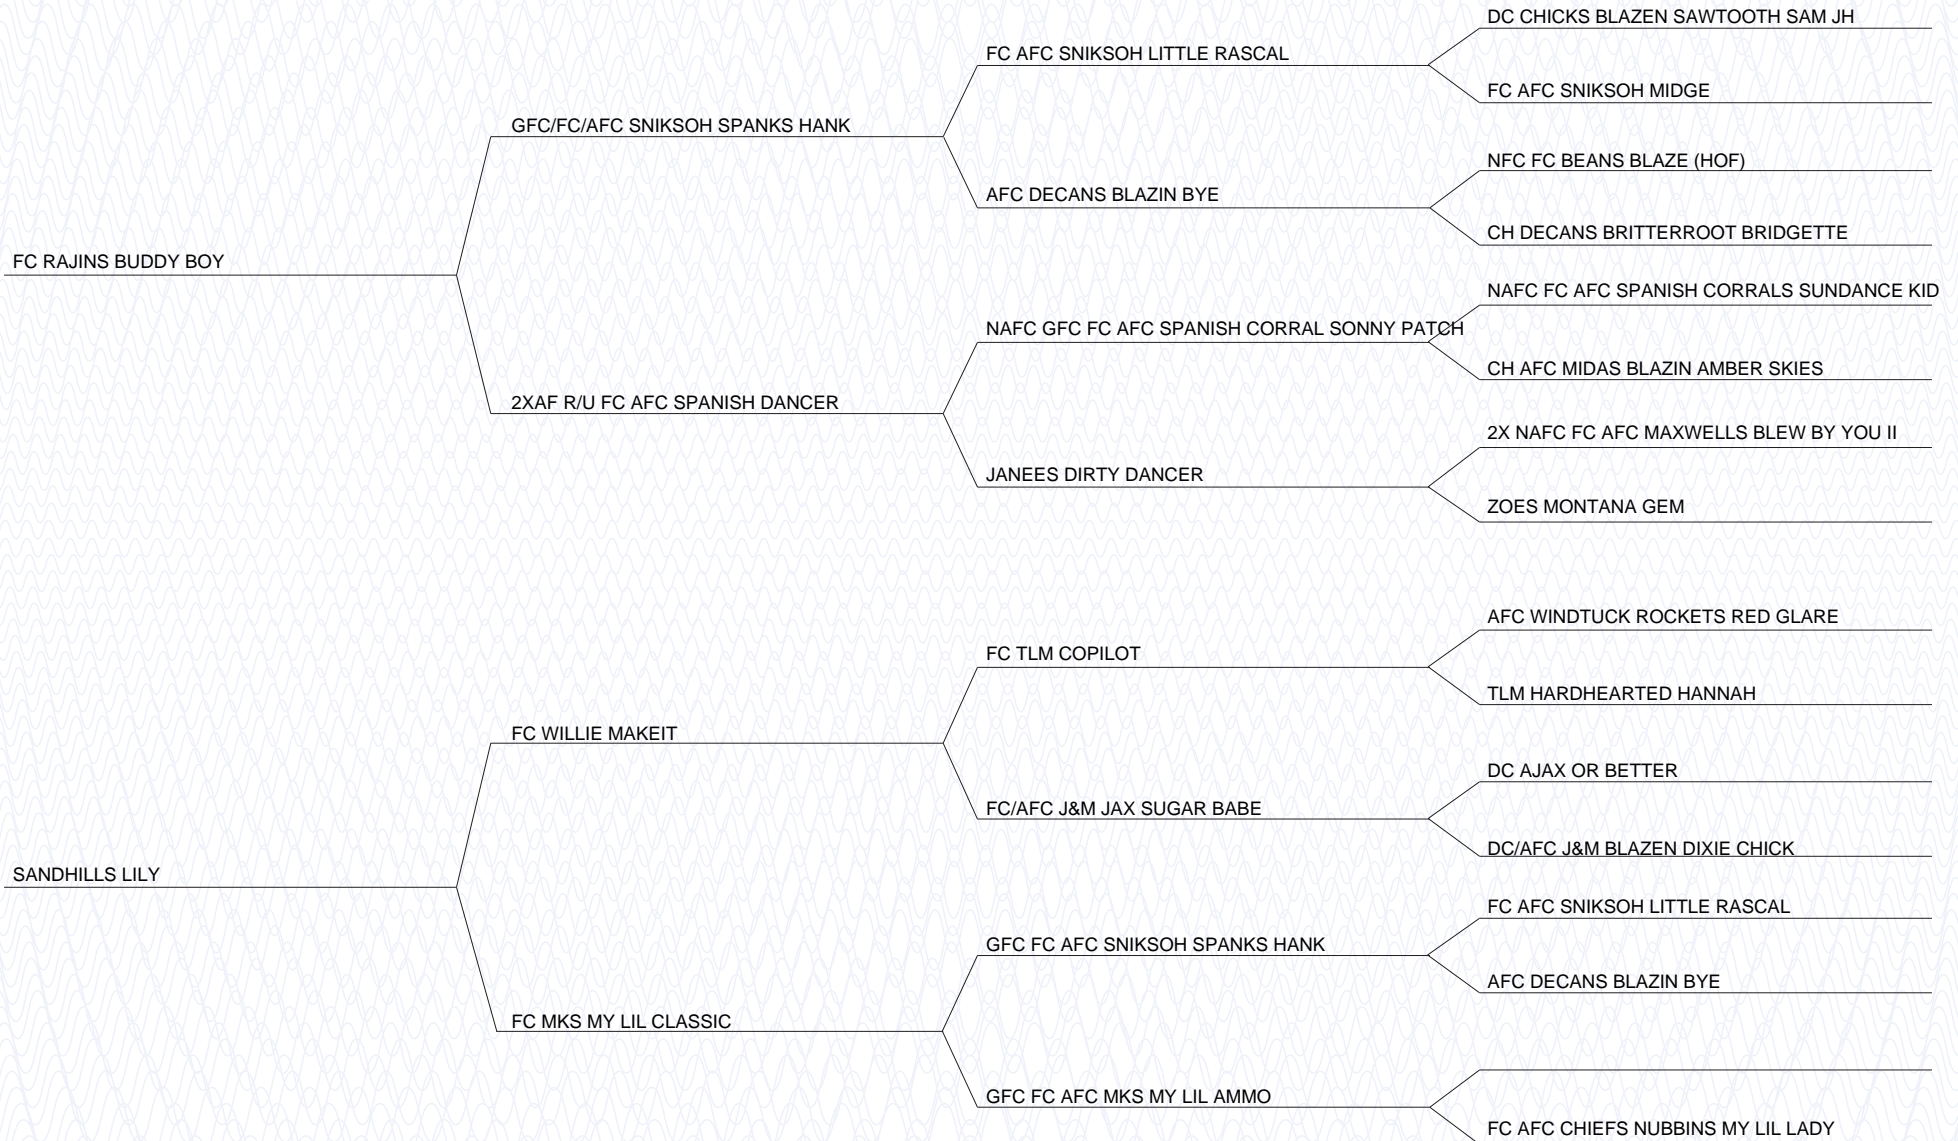 DC CHICKS BLAZEN SAWTOOTH SAM JH
FC AFC SNIKSOH LITTLE RASCAL
FC AFC SNIKSOH MIDGE
GFC/FC/AFC SNIKSOH SPANKS HANK
NFC FC BEANS BLAZE (HOF)
AFC DECANS BLAZIN BYE
CH DECANS BRITTERROOT BRIDGETTE
FC RAJINS BUDDY BOY
NAFC FC AFC SPANISH CORRALS SUNDANCE KID
NAFC GFC FC AFC SPANISH CORRAL SONNY PATCH
CH AFC MIDAS BLAZIN AMBER SKIES
2XAF R/U FC AFC SPANISH DANCER
2X NAFC FC AFC MAXWELLS BLEW BY YOU II
JANEES DIRTY DANCER
ZOES MONTANA GEM
AFC WINDTUCK ROCKETS RED GLARE
FC TLM COPILOT
TLM HARDHEARTED HANNAH
FC WILLIE MAKEIT
DC AJAX OR BETTER
FC/AFC J&M JAX SUGAR BABE
DC/AFC J&M BLAZEN DIXIE CHICK
SANDHILLS LILY
FC AFC SNIKSOH LITTLE RASCAL
GFC FC AFC SNIKSOH SPANKS HANK
AFC DECANS BLAZIN BYE
FC MKS MY LIL CLASSIC
GFC FC AFC MKS MY LIL AMMO
FC AFC CHIEFS NUBBINS MY LIL LADY